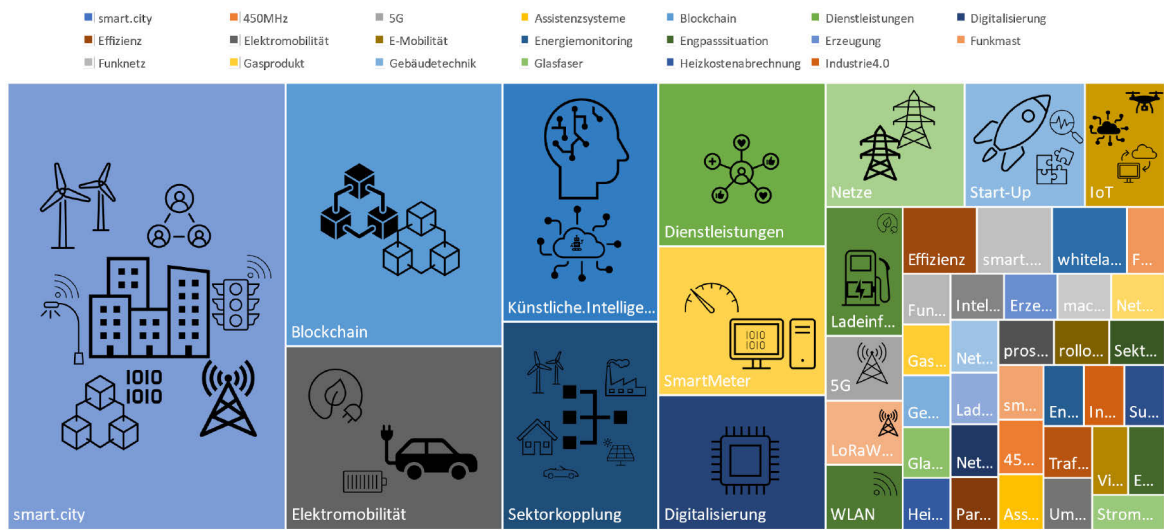 smart.city 450MHz 5G Assistenzsysteme Blockchain Dienstleistungen Digitalisierung
Effizienz Elektromobilität E-Mobilität Energiemonitoring Engpasssituation Erzeugung Funkmast
Funknetz Gasprodukt Gebäudetechnik Glasfaser Heizkostenabrechnung Industrie4.0
Netze Start-Up IoT
Dienstleistungen
Effizienz smart.... whitela... F...
Künstliche.Intellige...
Blockchain
Ladeinf...
Fun... Intel... Erze... mac... Net...
1010
1010
5G
Gas... Net... pros... rollo... Sekt...
SmartMeter
1010
1010
Ge... Lad... sm... En... In... Su...
LoRaW...
Gla... Net... 45... Traf... Vi... E...
smart.city Elektromobilität Sektorkopplung Digitalisierung WLAN Hei... Par... Ass... Um... Strom...